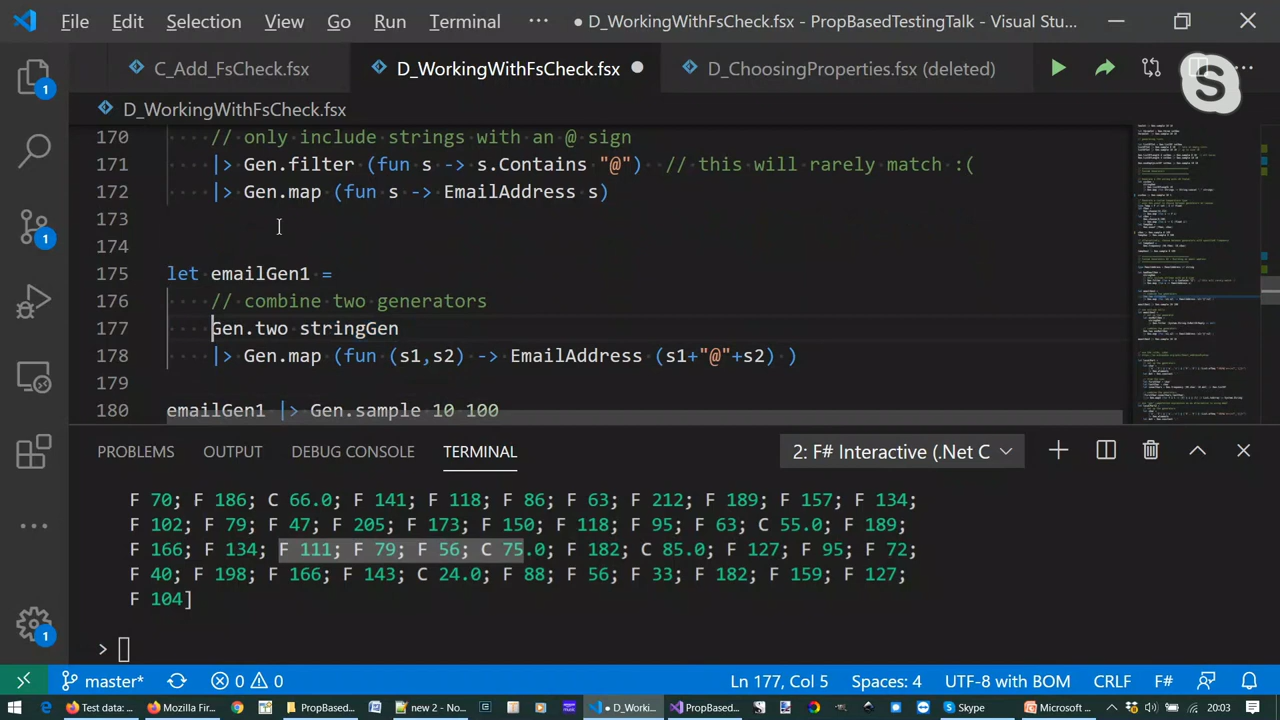 File Edit Selection View Go Run Terminal ··· ● D_WorkingWithFsCheck.fsx - PropBasedTestingTalk - Visual Stu...
C_Add_FsCheck.fsx D_WorkingWithFsCheck.fsx D_ChoosingProperties.fsx (deleted)
D_WorkingWithFsCheck.fsx
170 // only include strings with an @ sign
171 |> Gen.filter (fun s -> s.Contains "@") // this will rarely match :(
172 |> Gen.map (fun s -> EmailAddress s)
173
174
175 let emailGen1 =
176 // combine two generators
177 Gen.two stringGen
178 |> Gen.map (fun (s1,s2) -> EmailAddress (s1+"@"+s2) )
179
180 emailGen1 |> Gen.sample 10 100
PROBLEMS OUTPUT DEBUG CONSOLE TERMINAL 2: F# Interactive (.Net C
F 70; F 186; C 66.0; F 141; F 118; F 86; F 63; F 212; F 189; F 157; F 134;
F 102; F 79; F 47; F 205; F 173; F 150; F 118; F 95; F 63; C 55.0; F 189;
F 166; F 134; F 111; F 79; F 56; C 75.0; F 182; C 85.0; F 127; F 95; F 72;
F 40; F 198; F 166; F 143; C 24.0; F 88; F 56; F 33; F 182; F 159; F 127;
F 104]
>
master* 0 0 Ln 177, Col 5 Spaces: 4 UTF-8 with BOM CRLF F#
Test data: ... Mozilla Fir... PropBas... new 2 - No... ● D_Worki... PropBas... Skype Microsoft ... 20:03